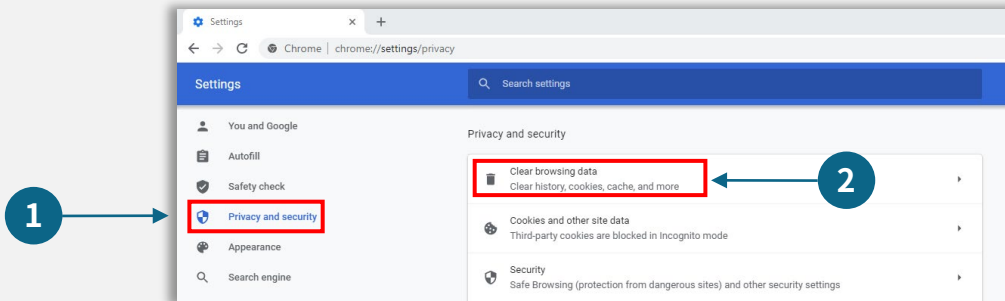 Settings
Chrome | chrome://settings/privacy
Settings
Search settings
You and Google
Autofill
Safety check
Privacy and security
Appearance
Search engine
Privacy and security
Clear browsing data
Clear history, cookies, cache, and more
Cookies and other site data
Third-party cookies are blocked in Incognito mode
Security
Safe Browsing (protection from dangerous sites) and other security settings
1
2